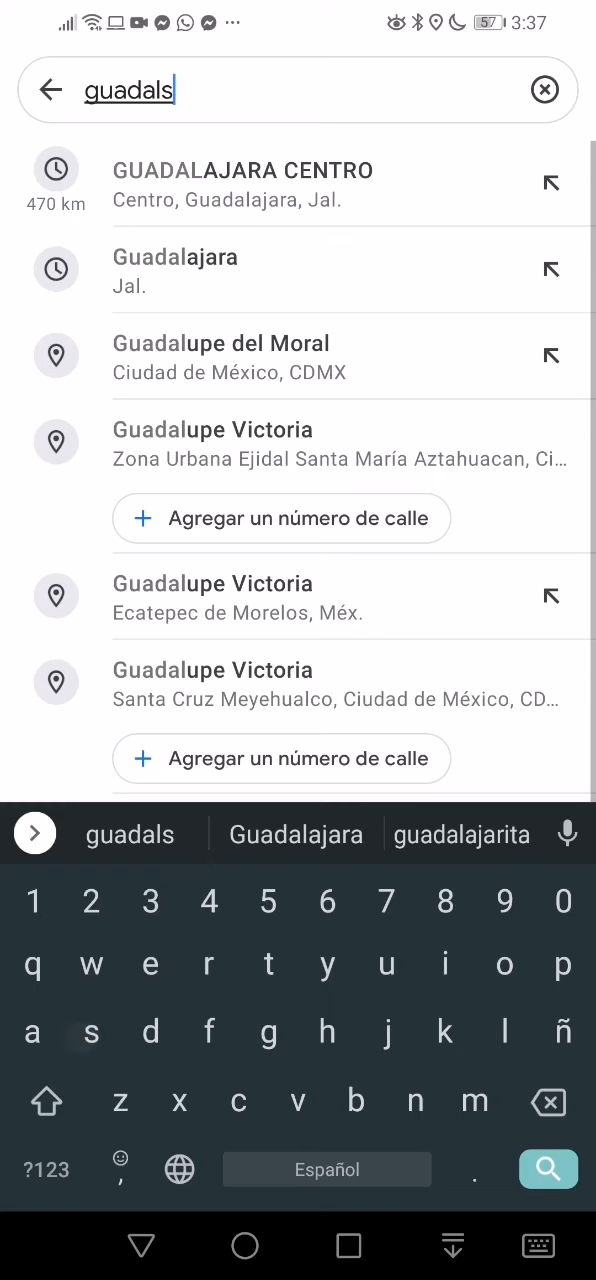 57 3:37
guadals
GUADALAJARA CENTRO
470 km
Centro, Guadalajara, Jal.
Guadalajara
Jal.
Guadalupe del Moral
Ciudad de México, CDMX
Guadalupe Victoria
Zona Urbana Ejidal Santa María Aztahuacan, Ci...
+ Agregar un número de calle
Guadalupe Victoria
Ecatepec de Morelos, Méx.
Guadalupe Victoria
Santa Cruz Meyehualco, Ciudad de México, CD...
+ Agregar un número de calle
guadals Guadalajara guadalajarita
1 2 3 4 5 6 7 8 9 0
q w e r t y u i o p
a s d f g h j k l ñ
z x c v b n m
?123 , Español .